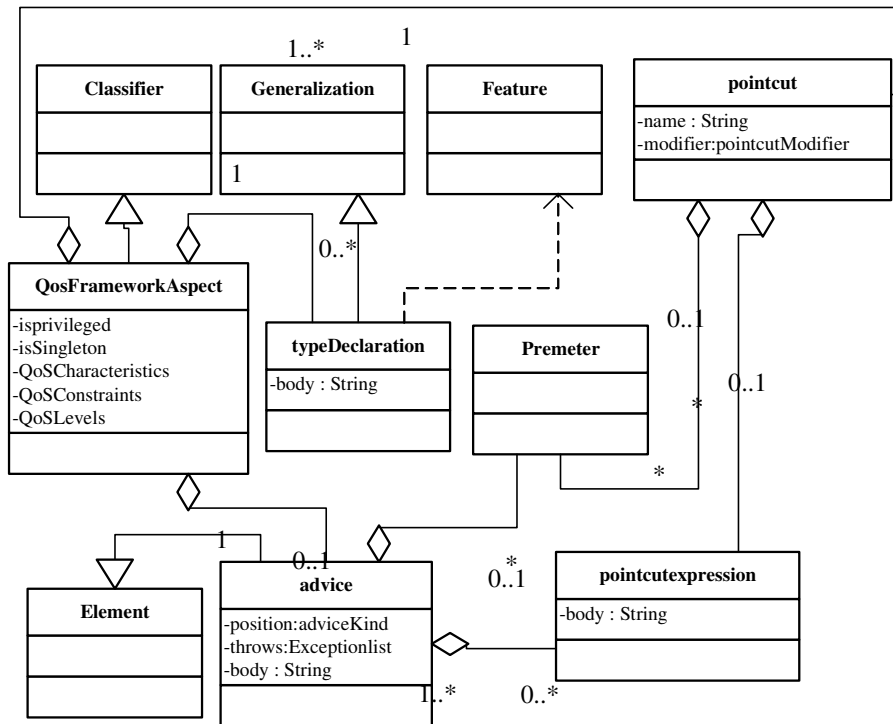 1..*
1
Classifier
Generalization
Feature
pointcut
-name : String
-modifier:pointcutModifier
1
0..*
QosFrameworkAspect
-isprivileged
-isSingleton
-QoSCharacteristics
-QoSConstraints
-QoSLevels
typeDeclaration
-body : String
Premeter
0..1
0..1
*
*
1
0..1
*
0..1
Element
advice
-position:adviceKind
-throws:Exceptionlist
-body : String
pointcutexpression
-body : String
1..*
0..*